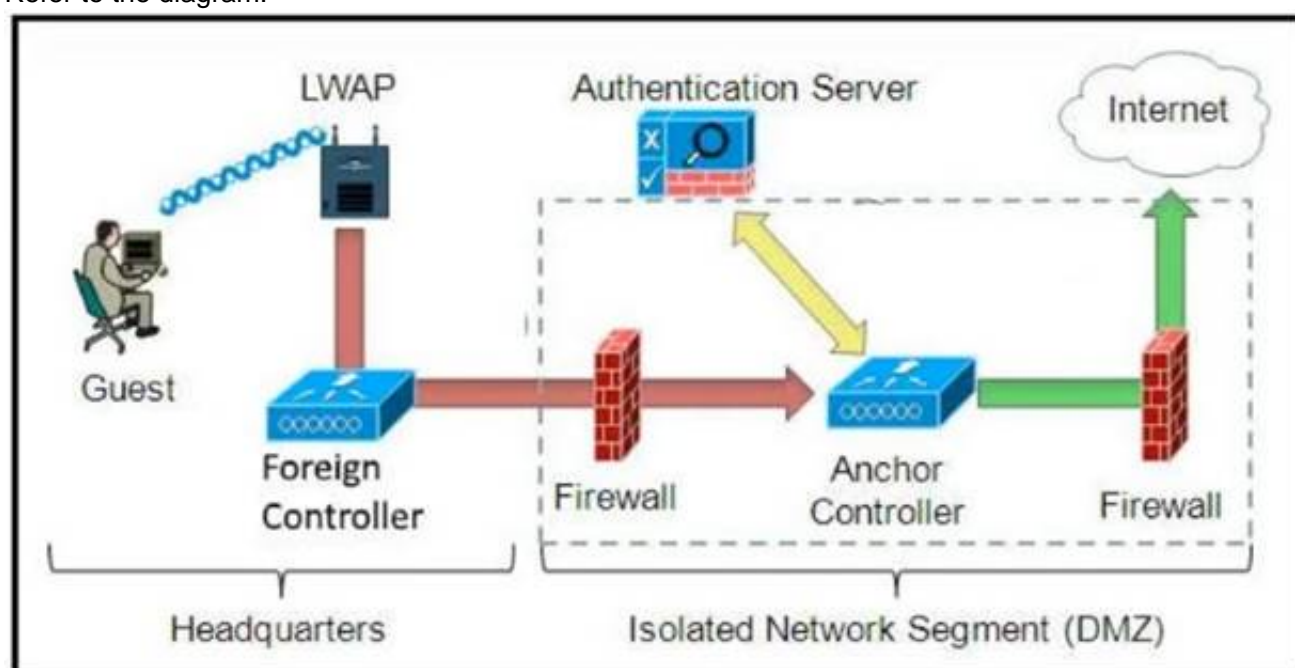 Refer to the diagram.
LWAP
Authentication Server
Internet
X
Guest
Foreign
Controller
Firewall
Anchor
Controller
Firewall
Headquarters
Isolated Network Segment (DMZ)